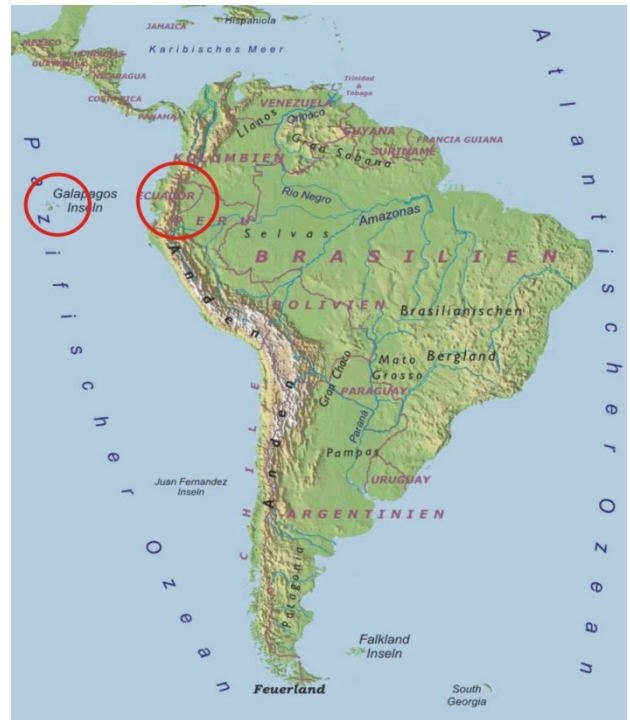 JAMAICA
Hispaniola
MEXICO
HONDURAS
GUATEMALA
Karibisches Meer
NICARAGUA
COSTA RICA
PANAMA
Trinidad
&
Tobago
VENEZUELA
Orinoco
Llanos
GUYANA
FRANCIA GUIANA
SURINAME
Grad Sabana
KOLUMBIEN
Galapagos
Inseln
ECUADOR
Rio Negro
PERU
Amazonas
Selvas
BRASILIEN
Anden
BOLIVIEN
Brasilianischen
Bergland
Mato
Grosso
Gran Chaco
PARAGUAY
Paraná
Anden
CHILE
Pampas
URUGUAY
Juan Fernandez
Inseln
ARGENTINIEN
Patagonia
Falkland
Inseln
Feuerland
South
Georgia
Pazifischer Ozean
Atlantischer Ozean